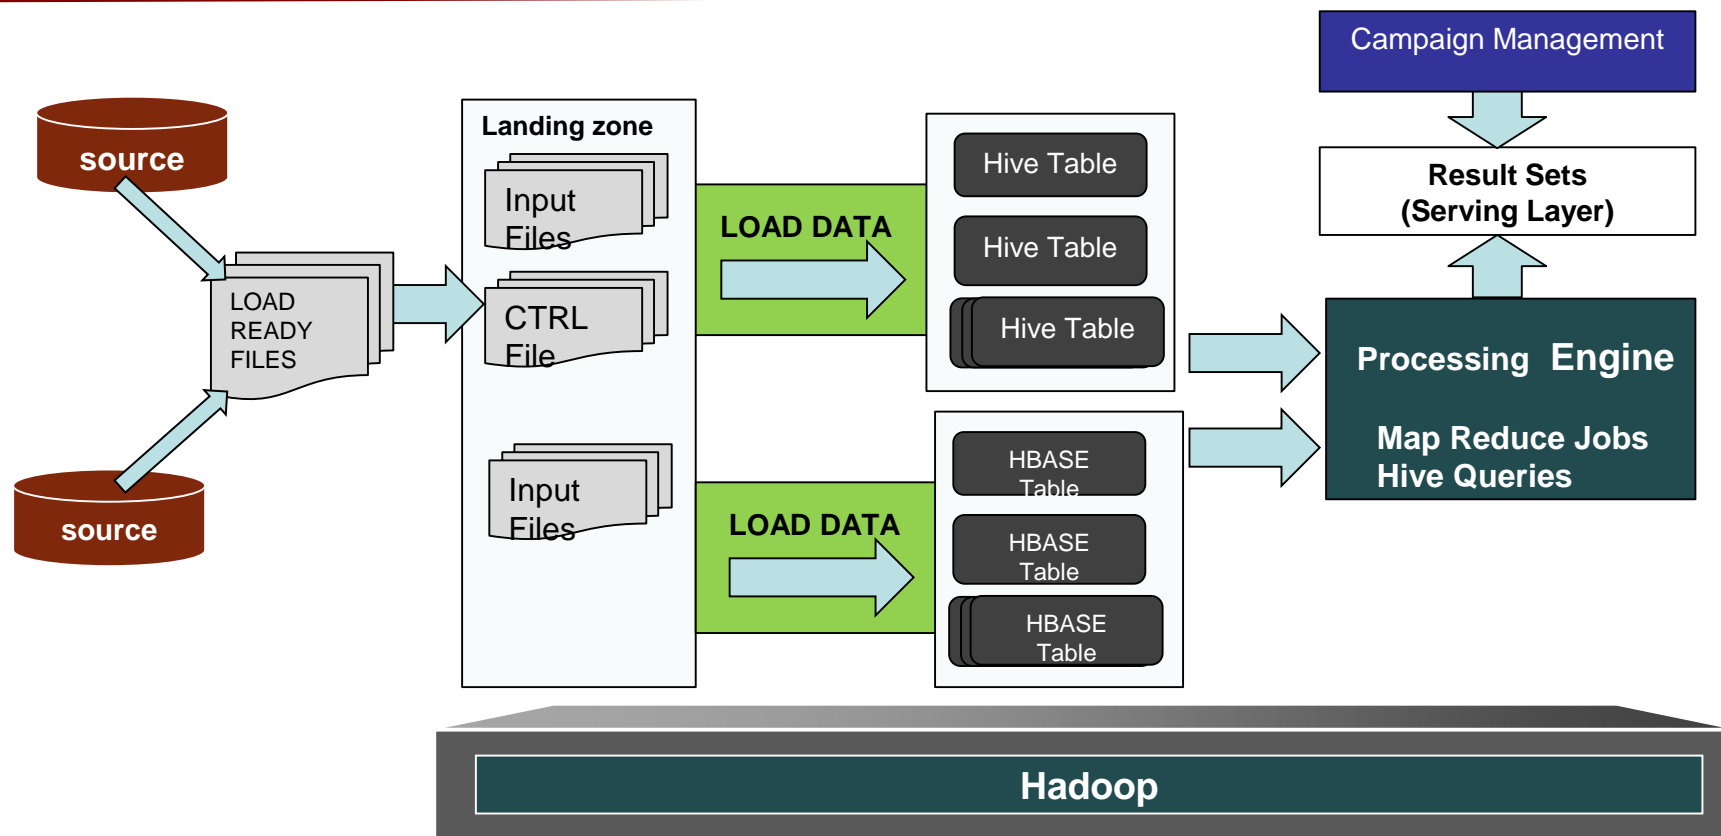 Campaign Management
source
Landing zone
Input
Files
LOAD DATA
Hive Table
Hive Table
Hive Table
Result Sets
(Serving Layer)
LOAD
READY
FILES
CTRL
File
Processing Engine
Map Reduce Jobs
Hive Queries
source
Input
Files
LOAD DATA
HBASE
Table
HBASE
Table
HBASE
Table
Hadoop